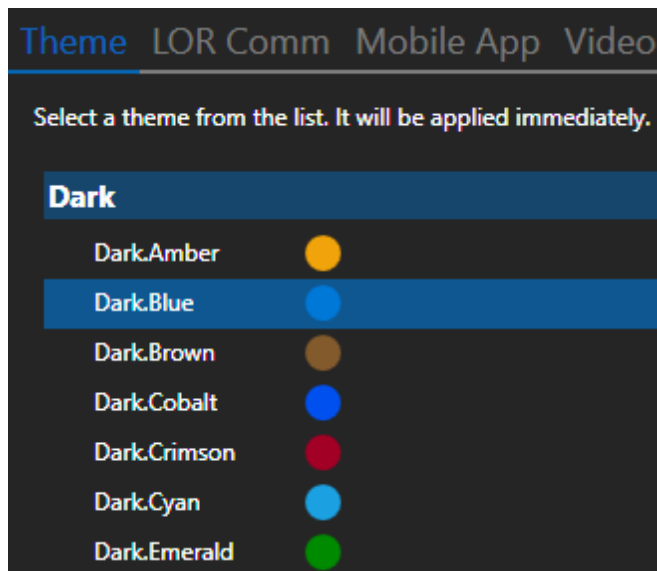 Theme LOR Comm Mobile App Video
Select a theme from the list. It will be applied immediately.
Dark
Dark.Amber
Dark.Blue
Dark.Brown
Dark.Cobalt
Dark.Crimson
Dark.Cyan
Dark.Emerald